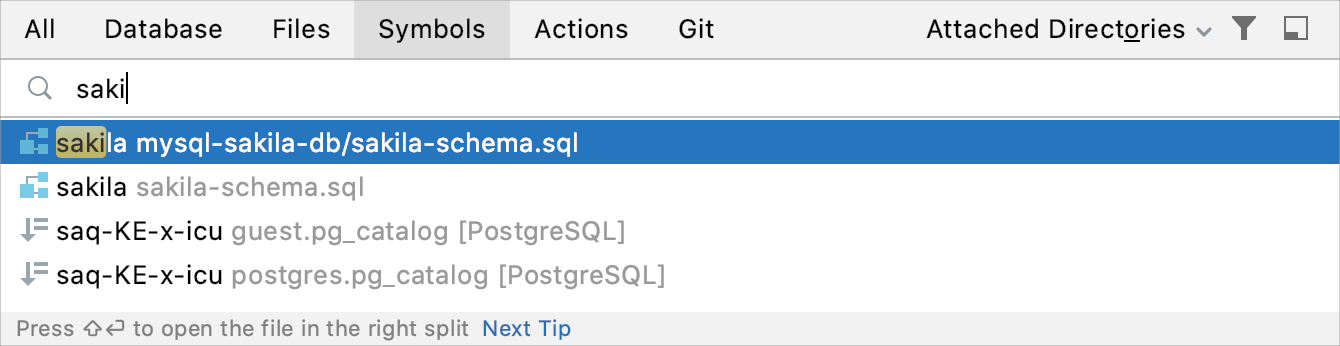 All Database Files Symbols Actions Git Attached Directories
saki
sakila mysql-sakila-db/sakila-schema.sql
sakila sakila-schema.sql
saq-KE-x-icu guest.pg_catalog [PostgreSQL]
saq-KE-x-icu postgres.pg_catalog [PostgreSQL]
Press ⇧⏎ to open the file in the right split Next Tip